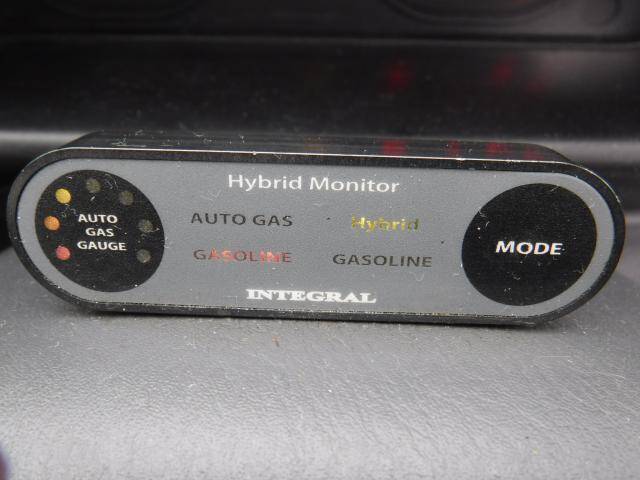 Hybrid Monitor
AUTO
GAS
GAUGE
AUTO GAS
Hybrid
GASOLINE
GASOLINE
MODE
INTEGRAL